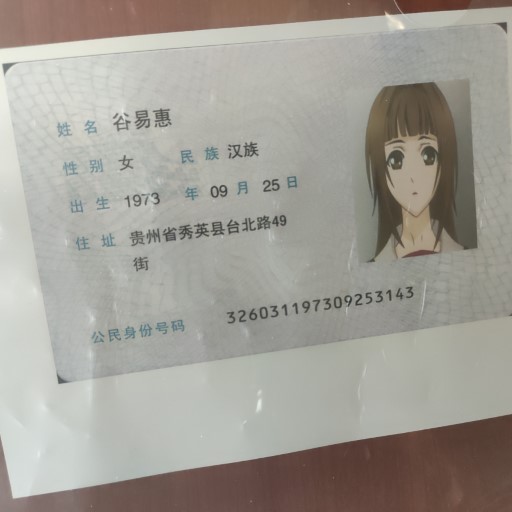 姓名 谷易惠
性别 女 民族 汉族
出生 1973 年 09 月 25 日
住址 贵州省秀英县台北路49
街
公民身份号码 326031197309253143